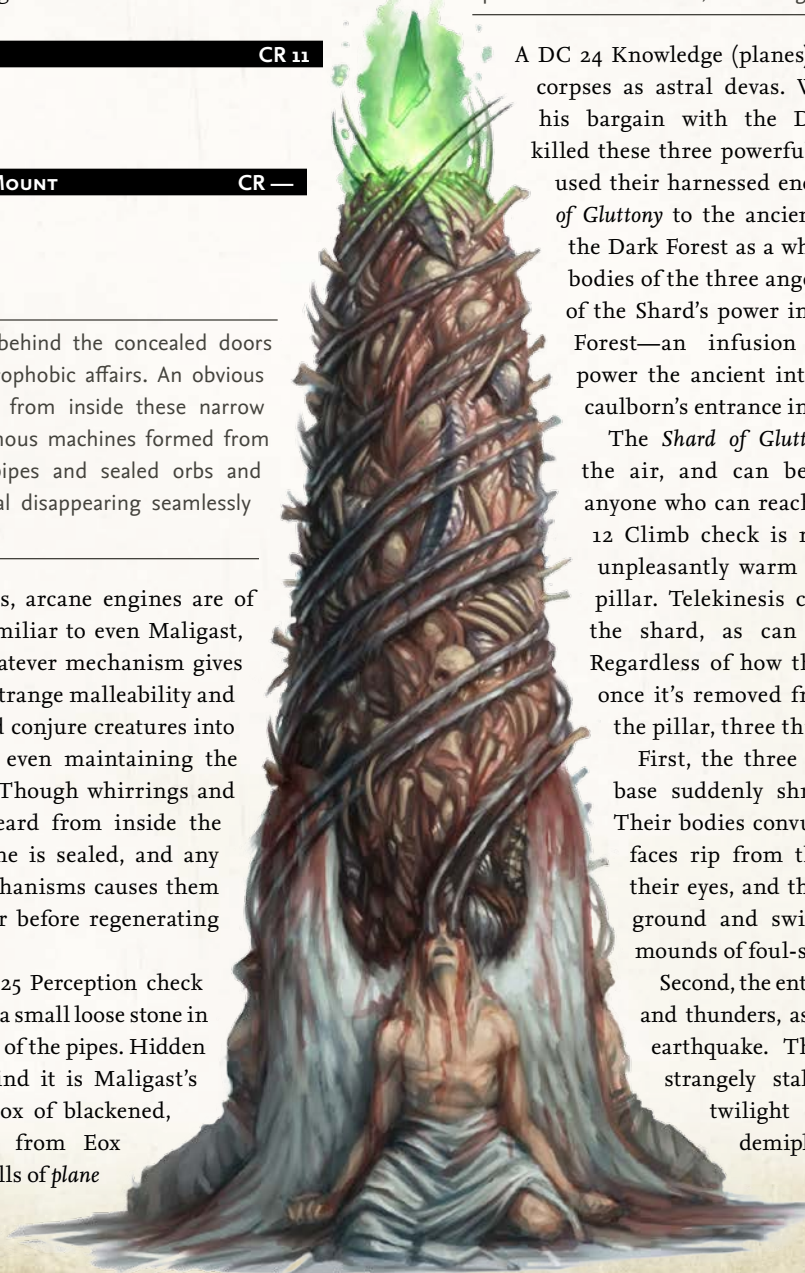 CR 11
Mount CR —
behind the concealed doors
ophobic affairs. An obvious
from inside these narrow
nous machines formed from
pipes and sealed orbs and
al disappearing seamlessly
s, arcane engines are of
miliar to even Maligast,
atever mechanism gives
trange malleability and
d conjure creatures into
even maintaining the
Though whirrings and
eard from inside the
ne is sealed, and any
chanisms causes them
r before regenerating
25 Perception check
a small loose stone in
of the pipes. Hidden
ind it is Maligast's
ox of blackened,
from Eox
lls of plane
A DC 24 Knowledge (planes)
corpses as astral devas. W
his bargain with the D
killed these three powerfu
used their harnessed ene
of Gluttony to the ancien
the Dark Forest as a wh
bodies of the three ange
of the Shard's power in
Forest—an infusion
power the ancient int
caulborn's entrance in
The Shard of Glutt
the air, and can be
anyone who can reach
12 Climb check is r
unpleasantly warm
pillar. Telekinesis c
the shard, as can
Regardless of how th
once it's removed fr
the pillar, three th
First, the three
base suddenly shr
Their bodies convu
faces rip from th
their eyes, and th
ground and swi
mounds of foul-s
Second, the ent
and thunders, as
earthquake. Th
strangely stal
twilight
demipl